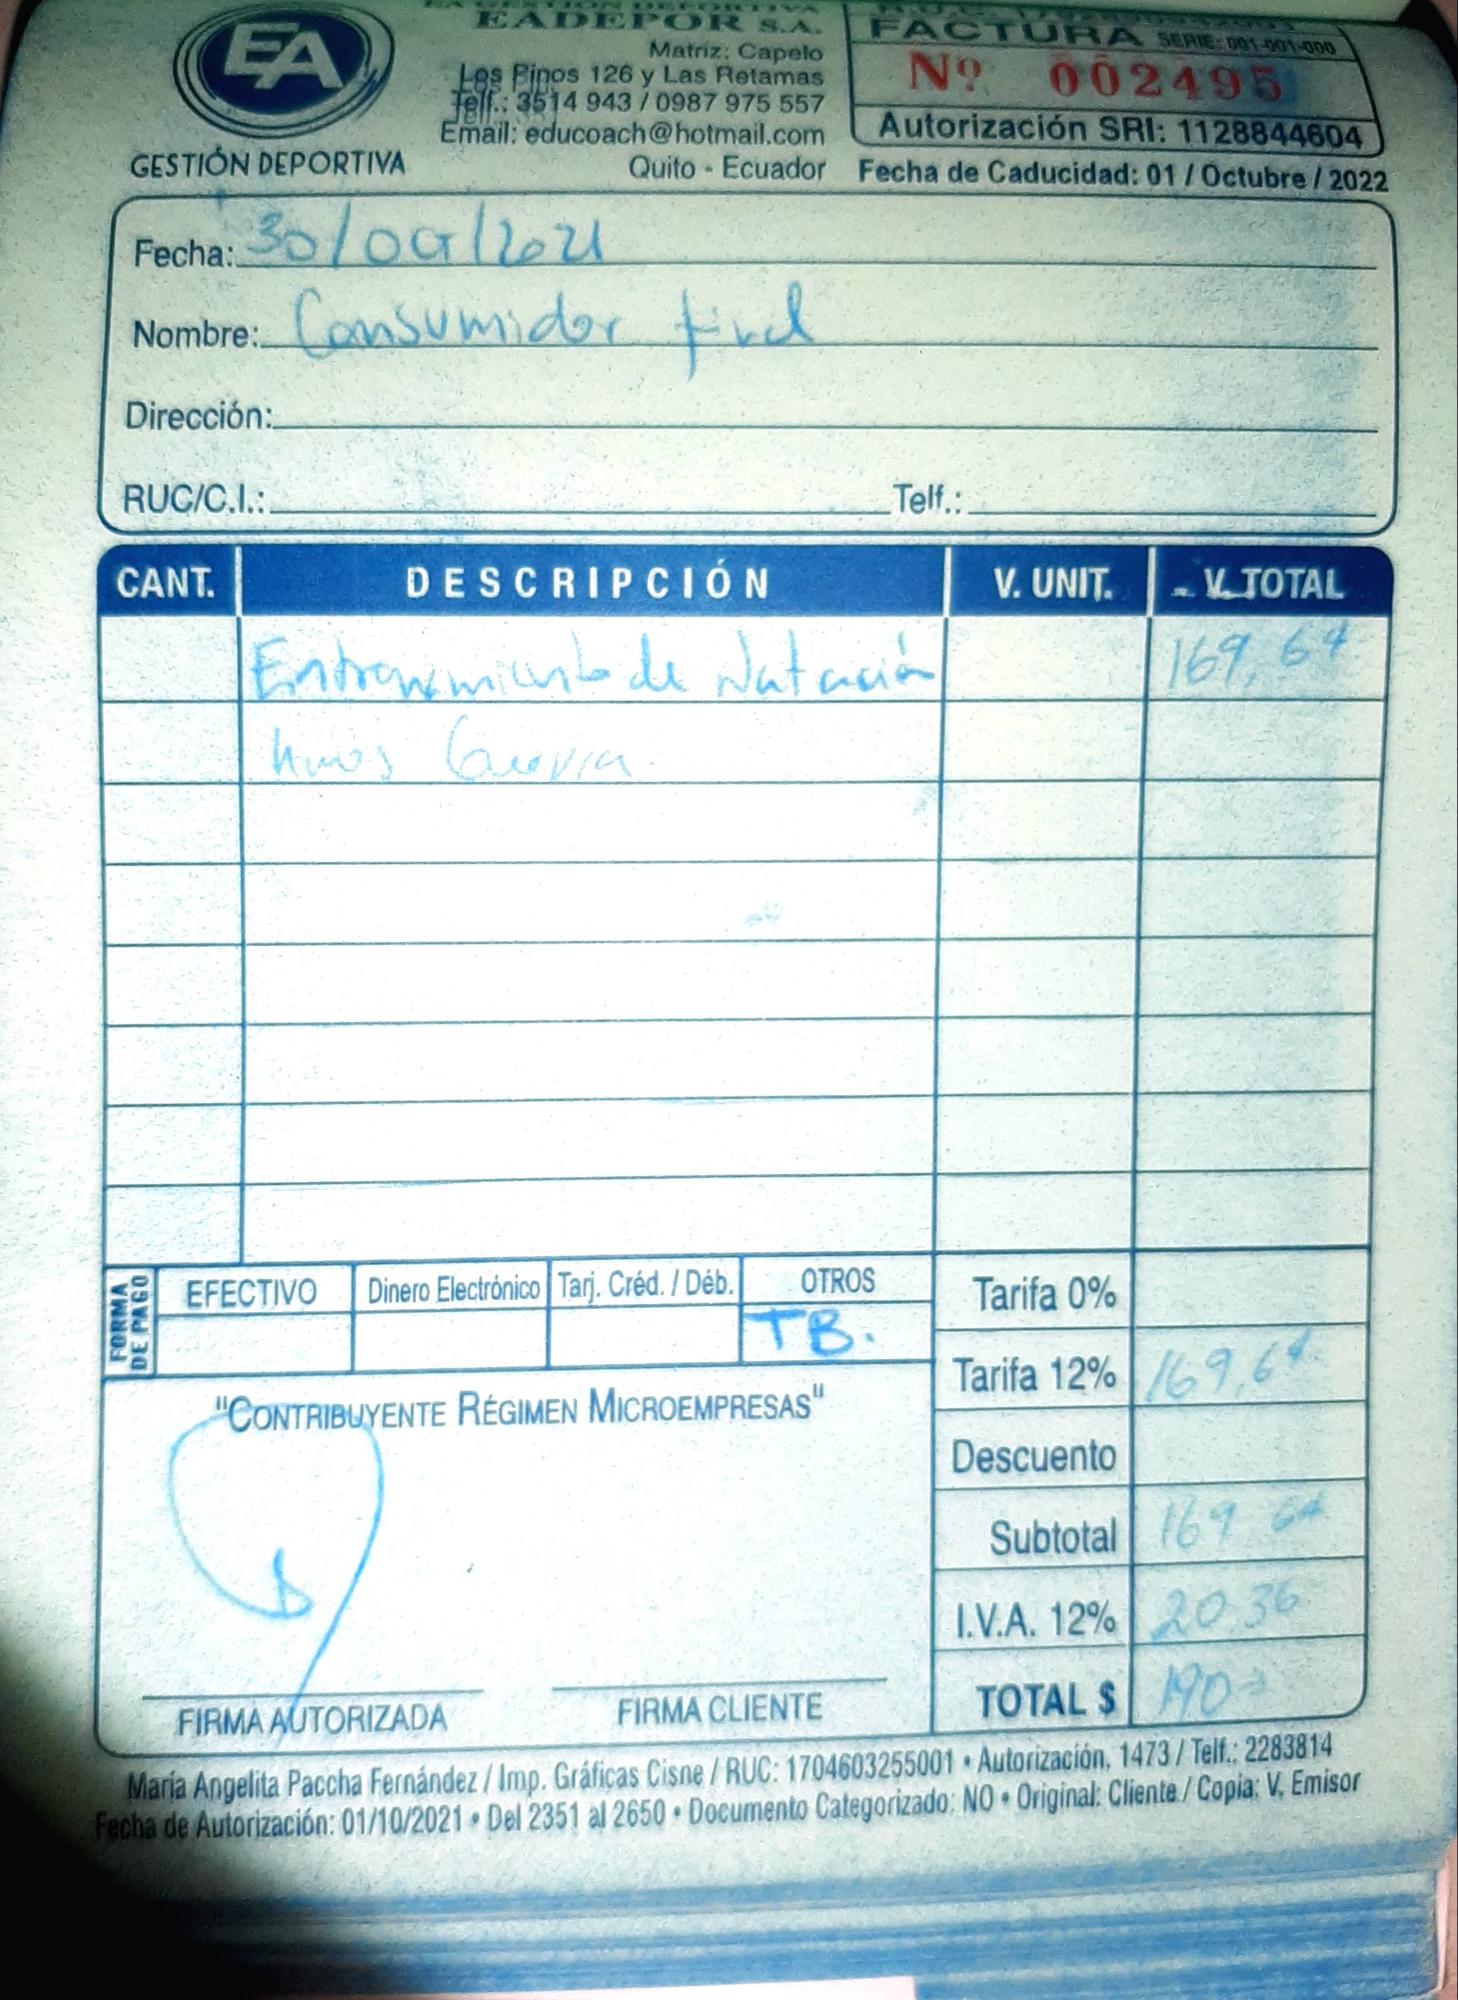 EA
GESTIÓN DEPORTIVA
EA GESTIÓN DEPORTIVA
EADEPOR S.A.
Matriz: Capelo
Los Pinos 126 y Las Retamas
Telf.: 3514 943 / 0987 975 557
Email: educoach@hotmail.com
Quito - Ecuador
FACTURA SERIE: 001-001-000
Nº 002495
Autorización SRI: 1128844604
Fecha de Caducidad: 01 / Octubre / 2022
Fecha: 30/oct/2021
Nombre: Consumidor final
Dirección:
RUC/C.I.: Telf.:
CANT. DESCRIPCIÓN V. UNIT. V. TOTAL
Entrenamiento de Natación 169,64
EFECTIVO Dinero Electrónico Tarj. Créd. / Déb. OTROS
FORMA DE PAGO
TB.
Tarifa 0%
Tarifa 12% 169,64
Descuento
Subtotal 169 64
I.V.A. 12% 20.36
TOTAL $ 190
"CONTRIBUYENTE RÉGIMEN MICROEMPRESAS"
FIRMA AUTORIZADA FIRMA CLIENTE
María Angelita Paccha Fernández / Imp. Gráficas Cisne / RUC: 1704603255001 • Autorización, 1473 / Telf.: 2283814
Fecha de Autorización: 01/10/2021 • Del 2351 al 2650 • Documento Categorizado: NO • Original: Cliente / Copia: V. Emisor